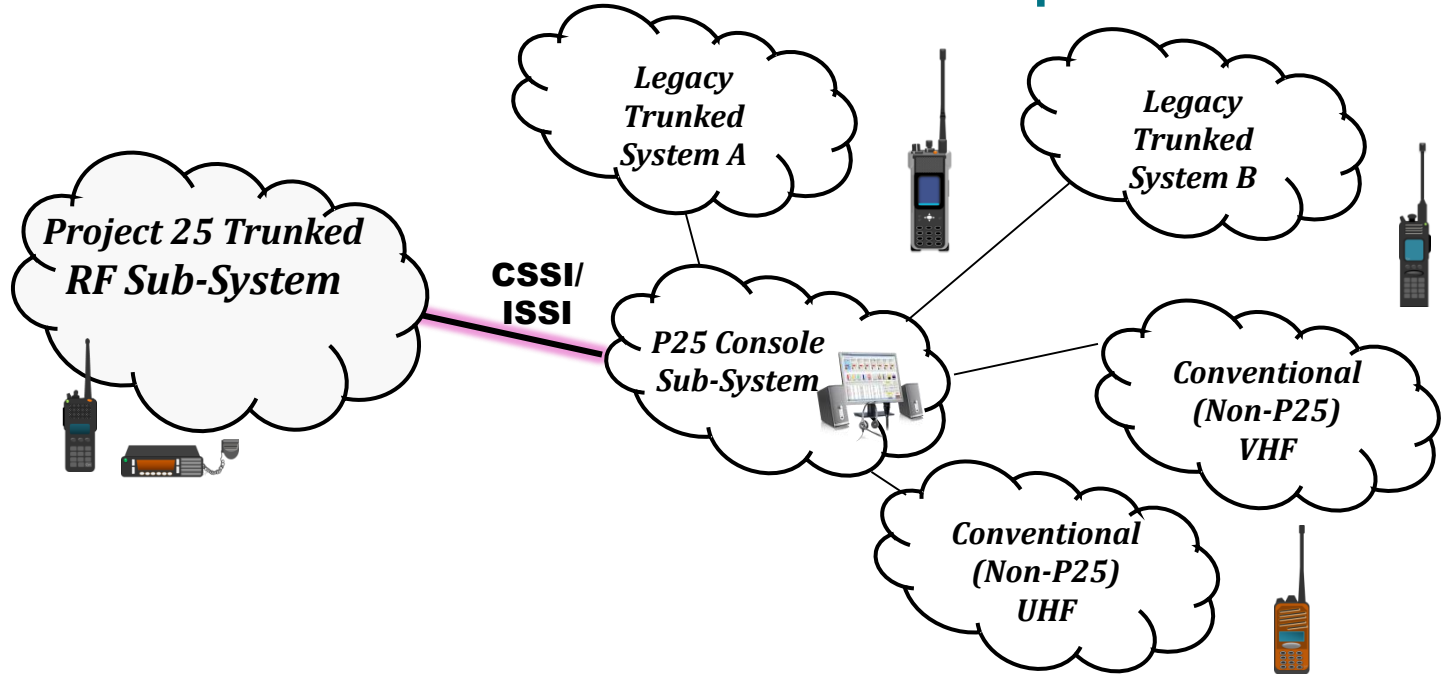 Legacy
Trunked
System A
Legacy
Trunked
System B
Project 25 Trunked
RF Sub-System
CSSI/
ISSI
P25 Console
Sub-System
Conventional
(Non-P25)
VHF
Conventional
(Non-P25)
UHF